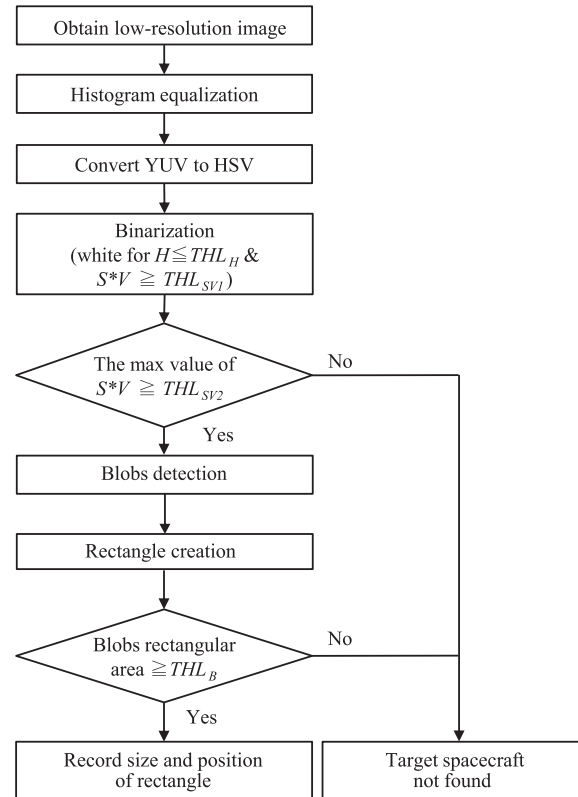 Obtain low-resolution image
Histogram equalization
Convert YUV to HSV
Binarization
(white for H≦THL_H &
S*V ≧ THL_SV1)
The max value of
S*V ≧ THL_SV2
No
Yes
Blobs detection
Rectangle creation
Blobs rectangular
area ≧THL_B
No
Yes
Record size and position
of rectangle
Target spacecraft
not found